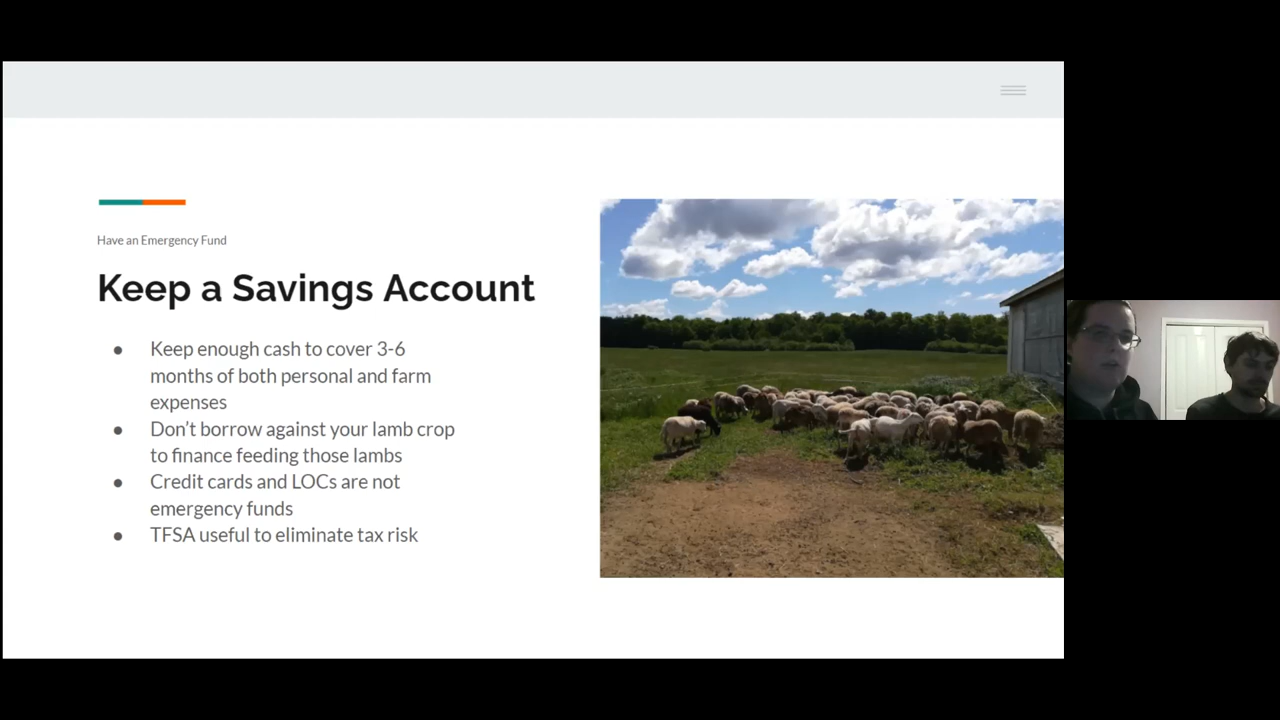 Have an Emergency Fund
Keep a Savings Account
● Keep enough cash to cover 3-6
months of both personal and farm
expenses
● Don’t borrow against your lamb crop
to finance feeding those lambs
● Credit cards and LOCs are not
emergency funds
● TFSA useful to eliminate tax risk